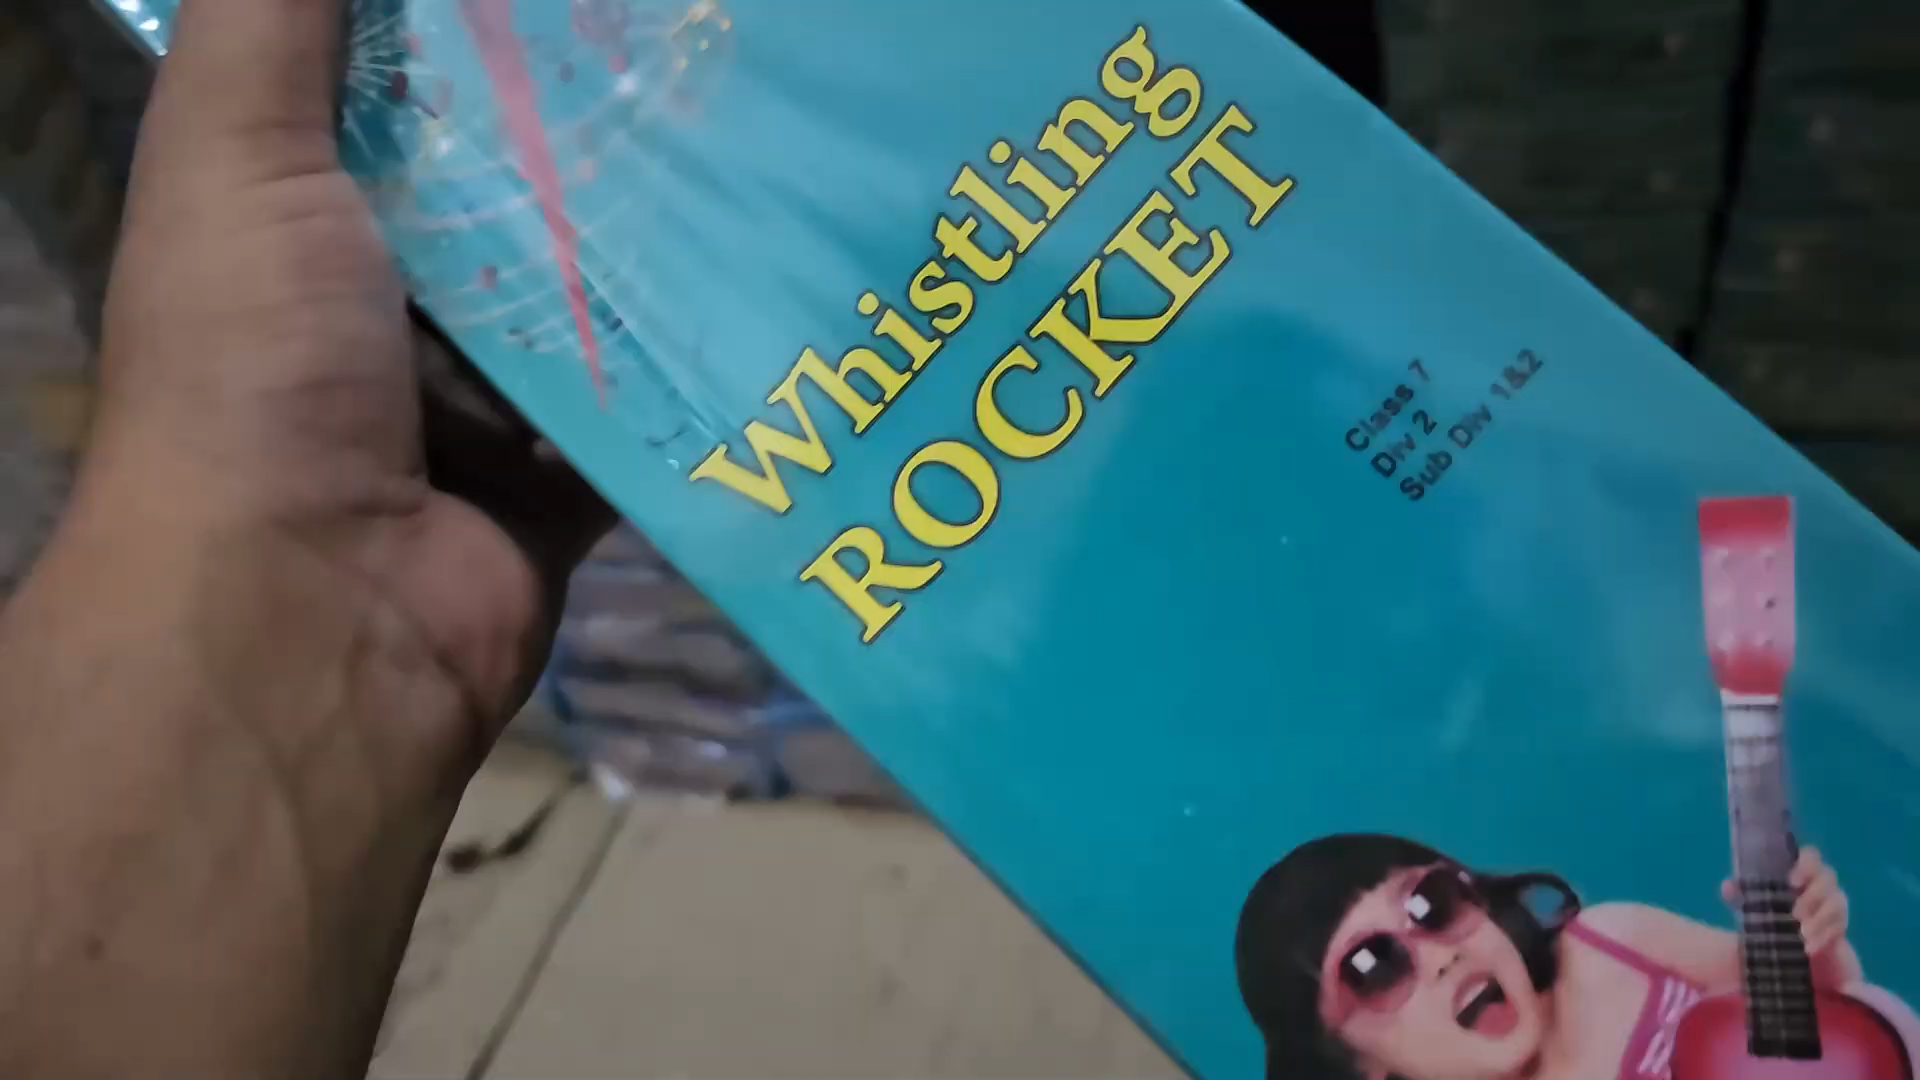 Whistling
ROCKET
Class 7
Div 2
Sub Div 1&2